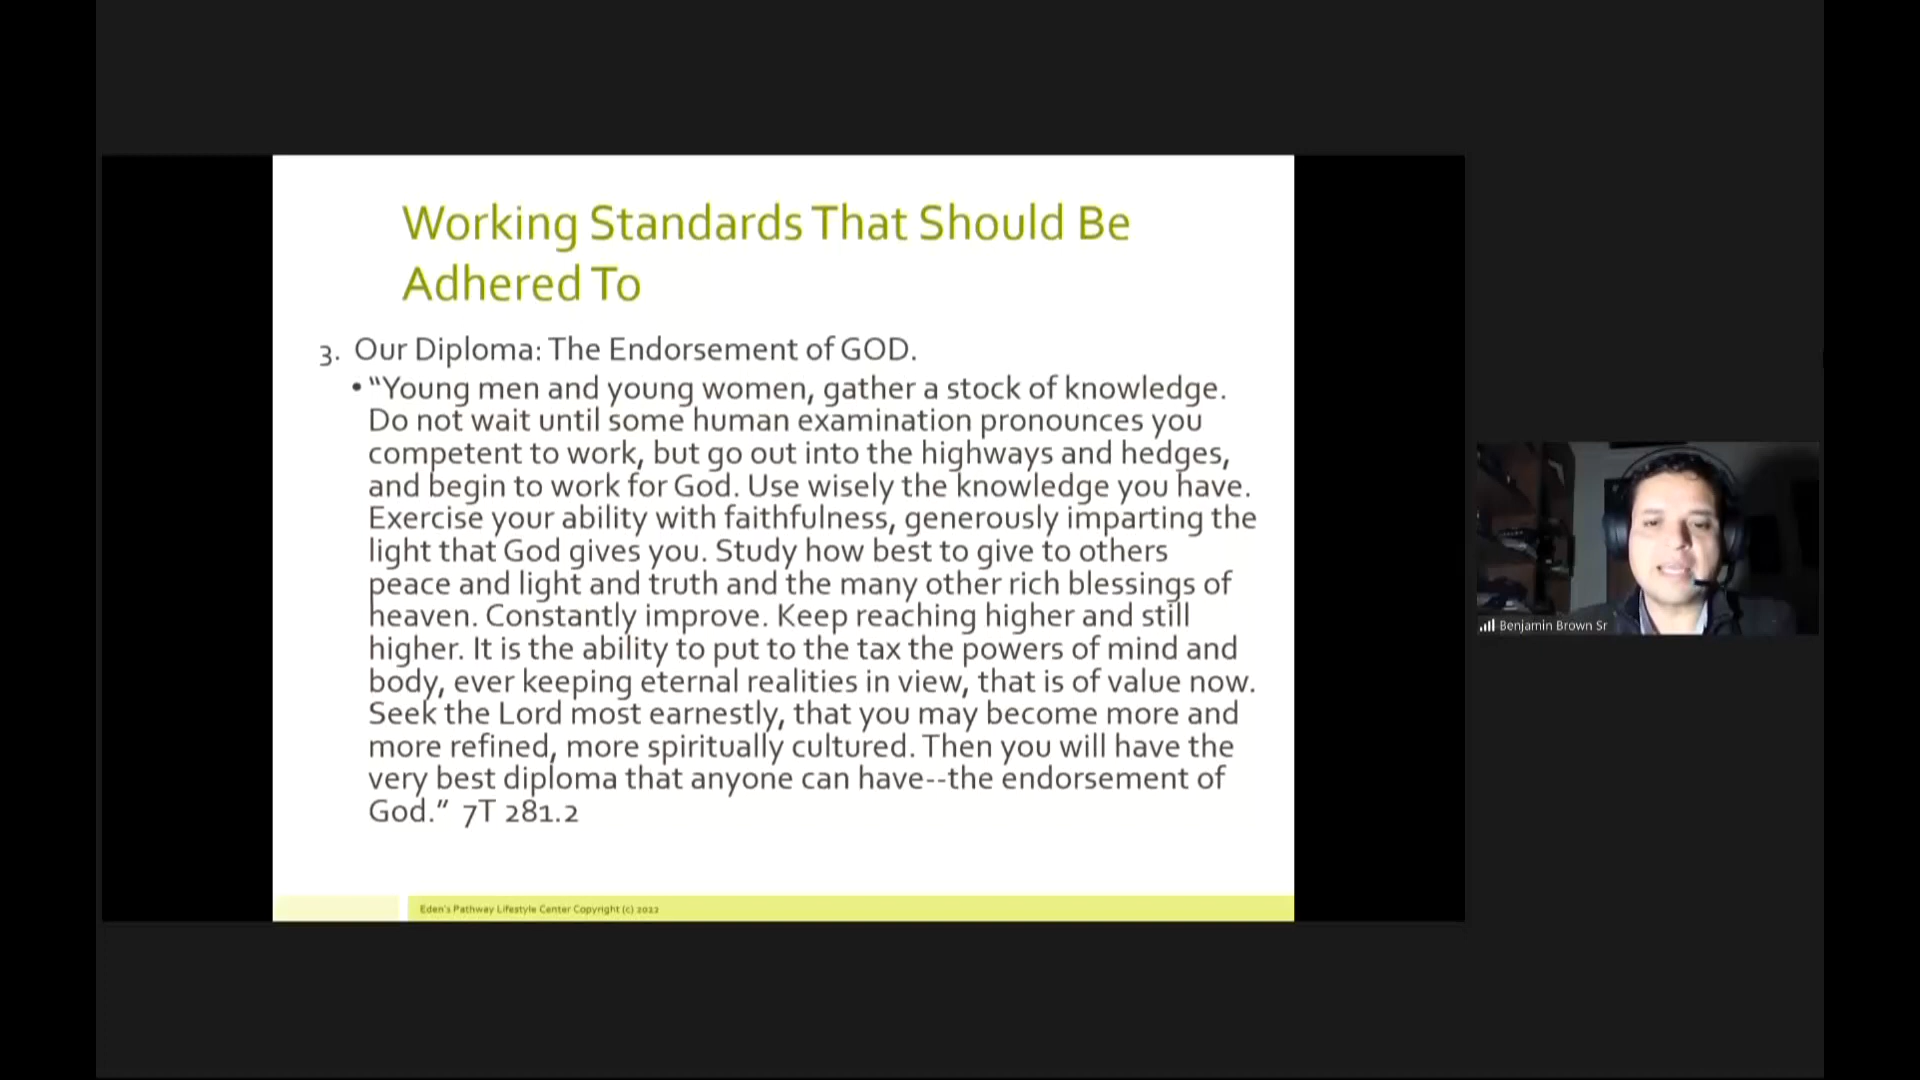 Working Standards That Should Be
Adhered To
3. Our Diploma: The Endorsement of GOD.
• “Young men and young women, gather a stock of knowledge.
Do not wait until some human examination pronounces you
competent to work, but go out into the highways and hedges,
and begin to work for God. Use wisely the knowledge you have.
Exercise your ability with faithfulness, generously imparting the
light that God gives you. Study how best to give to others
peace and light and truth and the many other rich blessings of
heaven. Constantly improve. Keep reaching higher and still
higher. It is the ability to put to the tax the powers of mind and
body, ever keeping eternal realities in view, that is of value now.
Seek the Lord most earnestly, that you may become more and
more refined, more spiritually cultured. Then you will have the
very best diploma that anyone can have--the endorsement of
God.” 7T 281.2
Eden's Pathway Lifestyle Center Copyright (c) 2022
Benjamin Brown Sr